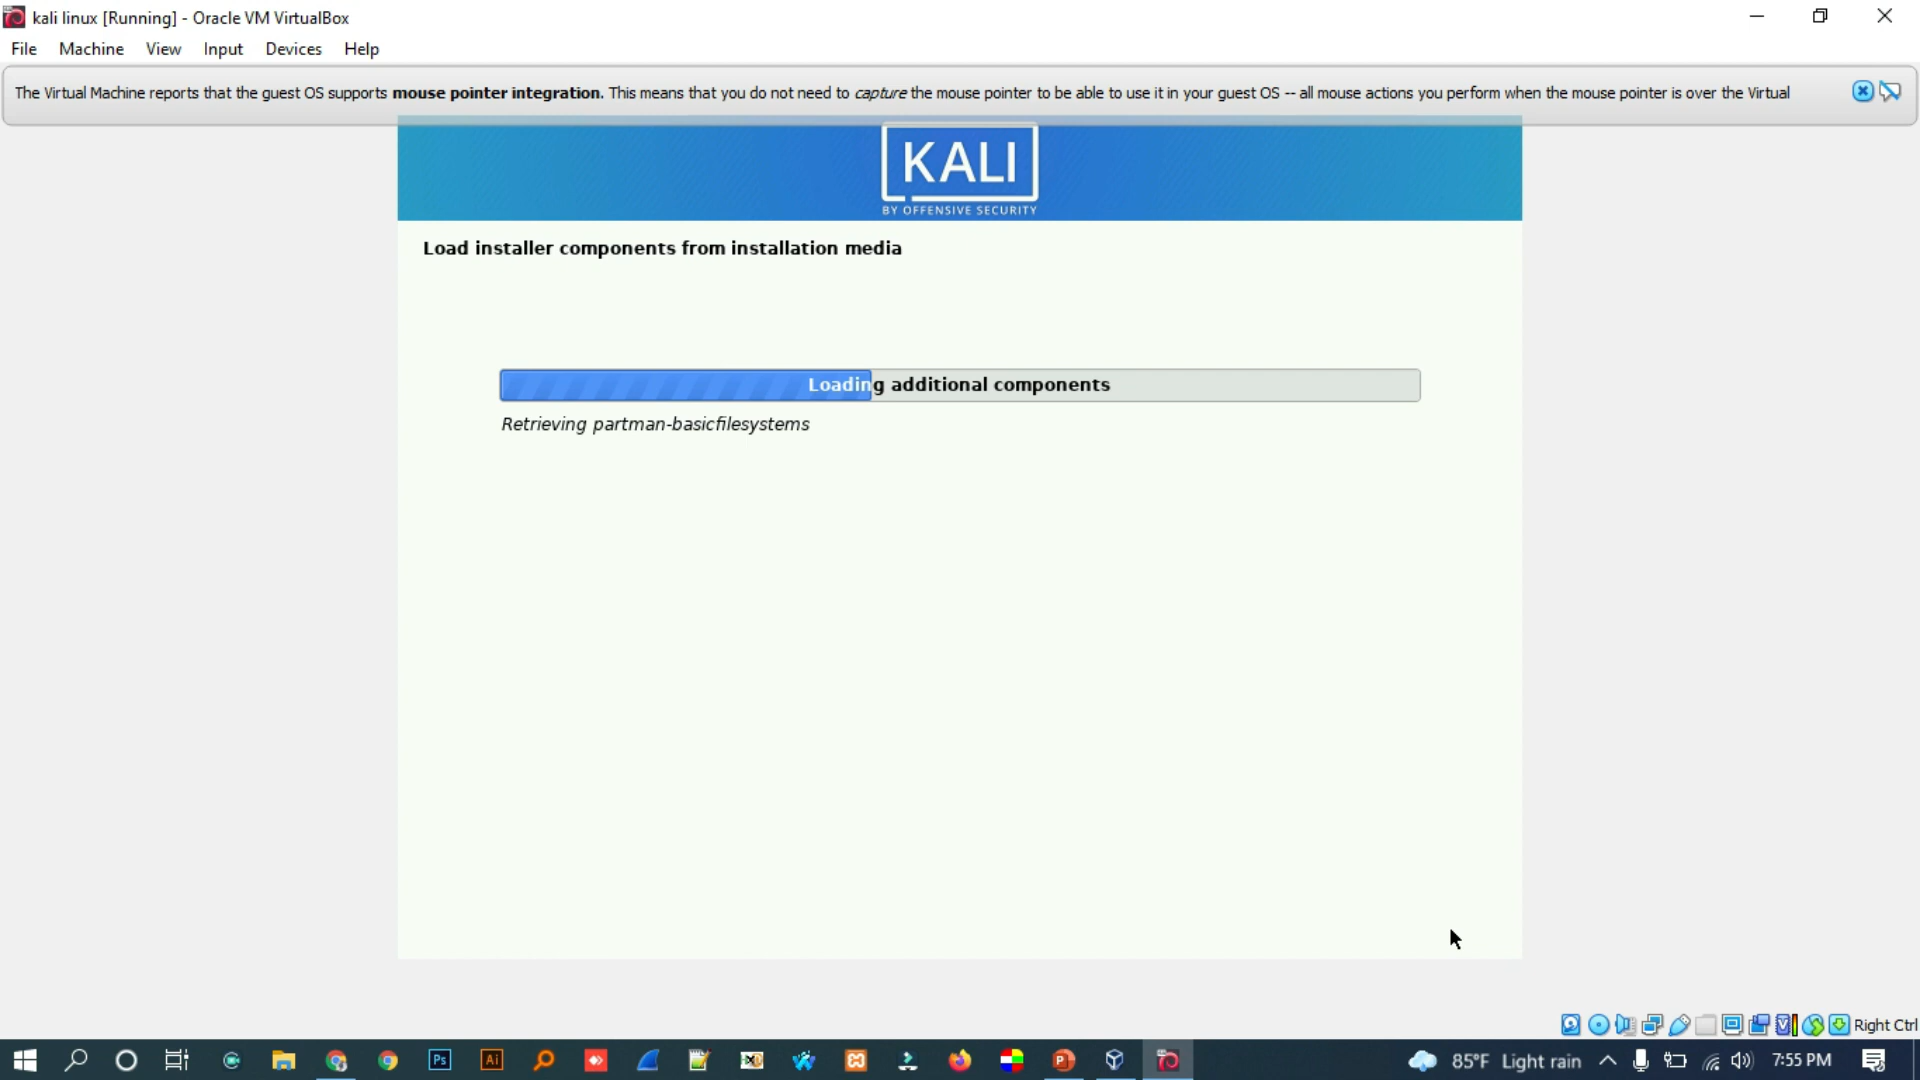 kali linux [Running] - Oracle VM VirtualBox
File Machine View Input Devices Help
The Virtual Machine reports that the guest OS supports mouse pointer integration. This means that you do not need to capture the mouse pointer to be able to use it in your guest OS -- all mouse actions you perform when the mouse pointer is over the Virtual
KALI
BY OFFENSIVE SECURITY
Load installer components from installation media
Loading additional components
Retrieving partman-basicfilesystems
Right Ctrl
Ps Ai 85°F Light rain 7:55 PM